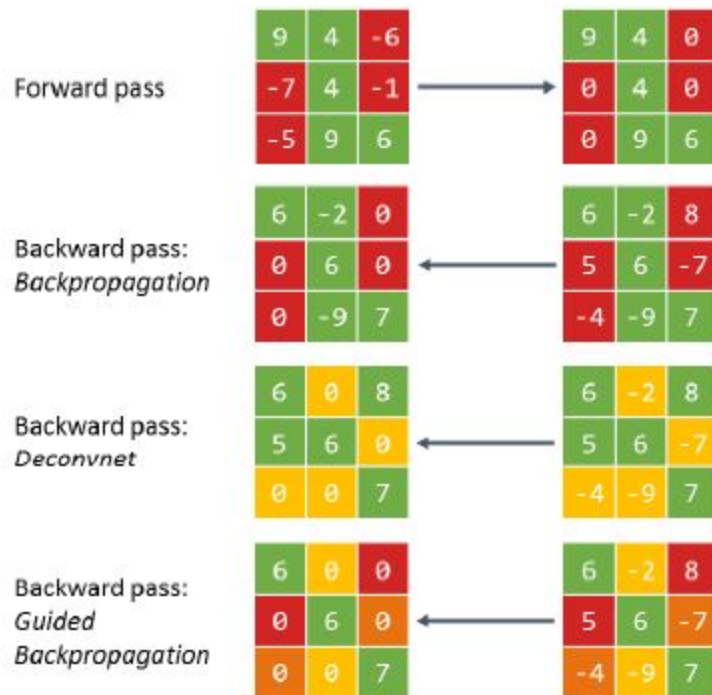 9 4 -6 9 4 0
Forward pass -7 4 -1 0 4 0
-5 9 6 0 9 6
6 -2 0 6 -2 8
Backward pass:
Backpropagation
0 6 0 5 6 -7
0 -9 7 -4 -9 7
6 0 8 6 -2 8
Backward pass:
Deconvnet
5 6 0 5 6 -7
0 0 7 -4 -9 7
6 0 0 6 -2 8
Backward pass:
Guided
Backpropagation
0 6 0 5 6 -7
0 0 7 -4 -9 7